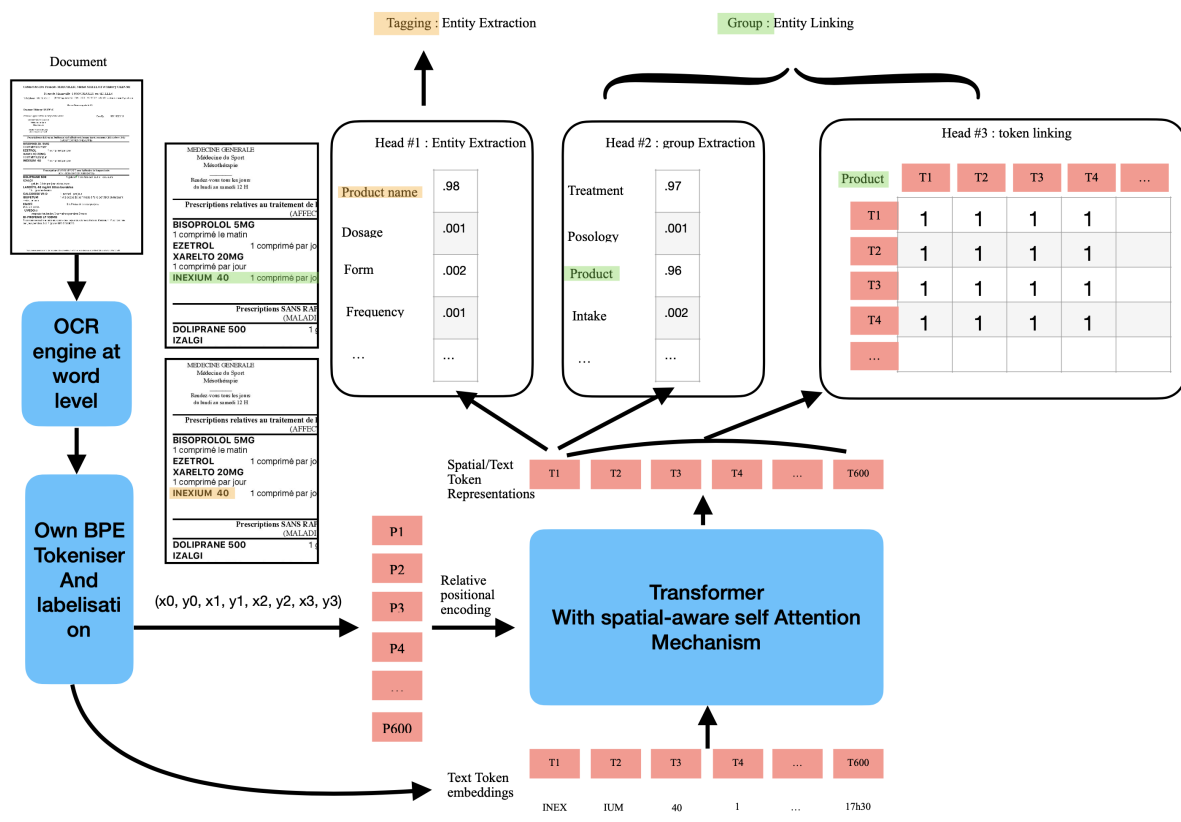 Tagging : Entity Extraction
Group : Entity Linking
Document
OCR
engine at
word
level
Own BPE
Tokeniser
And
labelisati
on
MEDECINE GENERALE
Médecine du Sport
Mésothérapie
Rendez-vous tous les jours
du lundi au samedi 12 H
Prescriptions relatives au traitement de l
(AFFEC
BISOPROLOL 5MG
1 comprimé le matin
EZETROL 1 comprimé par jo
XARELTO 20MG
1 comprimé par jour
INEXIUM 40 1 comprimé par jo
Prescriptions SANS RAP
(MALADI
DOLIPRANE 500 1 g
IZALGI
MEDECINE GENERALE
Médecine du Sport
Mésothérapie
Rendez-vous tous les jours
du lundi au samedi 12 H
Prescriptions relatives au traitement de l
(AFFEC
BISOPROLOL 5MG
1 comprimé le matin
EZETROL 1 comprimé par jo
XARELTO 20MG
1 comprimé par jour
INEXIUM 40 1 comprimé par jo
Prescriptions SANS RAP
(MALADI
DOLIPRANE 500 1 g
IZALGI
Head #1 : Entity Extraction
Product name .98
Dosage .001
Form .002
Frequency .001
... ...
Head #2 : group Extraction
Treatment .97
Posology .001
Product .96
Intake .002
... ...
Head #3 : token linking
Product T1 T2 T3 T4 ...
T1 1 1 1 1
T2 1 1 1 1
T3 1 1 1 1
T4 1 1 1 1
...
Spatial/Text
Token
Representations
T1 T2 T3 T4 ... T600
(x0, y0, x1, y1, x2, y2, x3, y3)
P1
P2
P3
P4
...
P600
Relative
positional
encoding
Transformer
With spatial-aware self Attention
Mechanism
Text Token
embeddings
T1 T2 T3 T4 ... T600
INEX IUM 40 1 ... 17h30